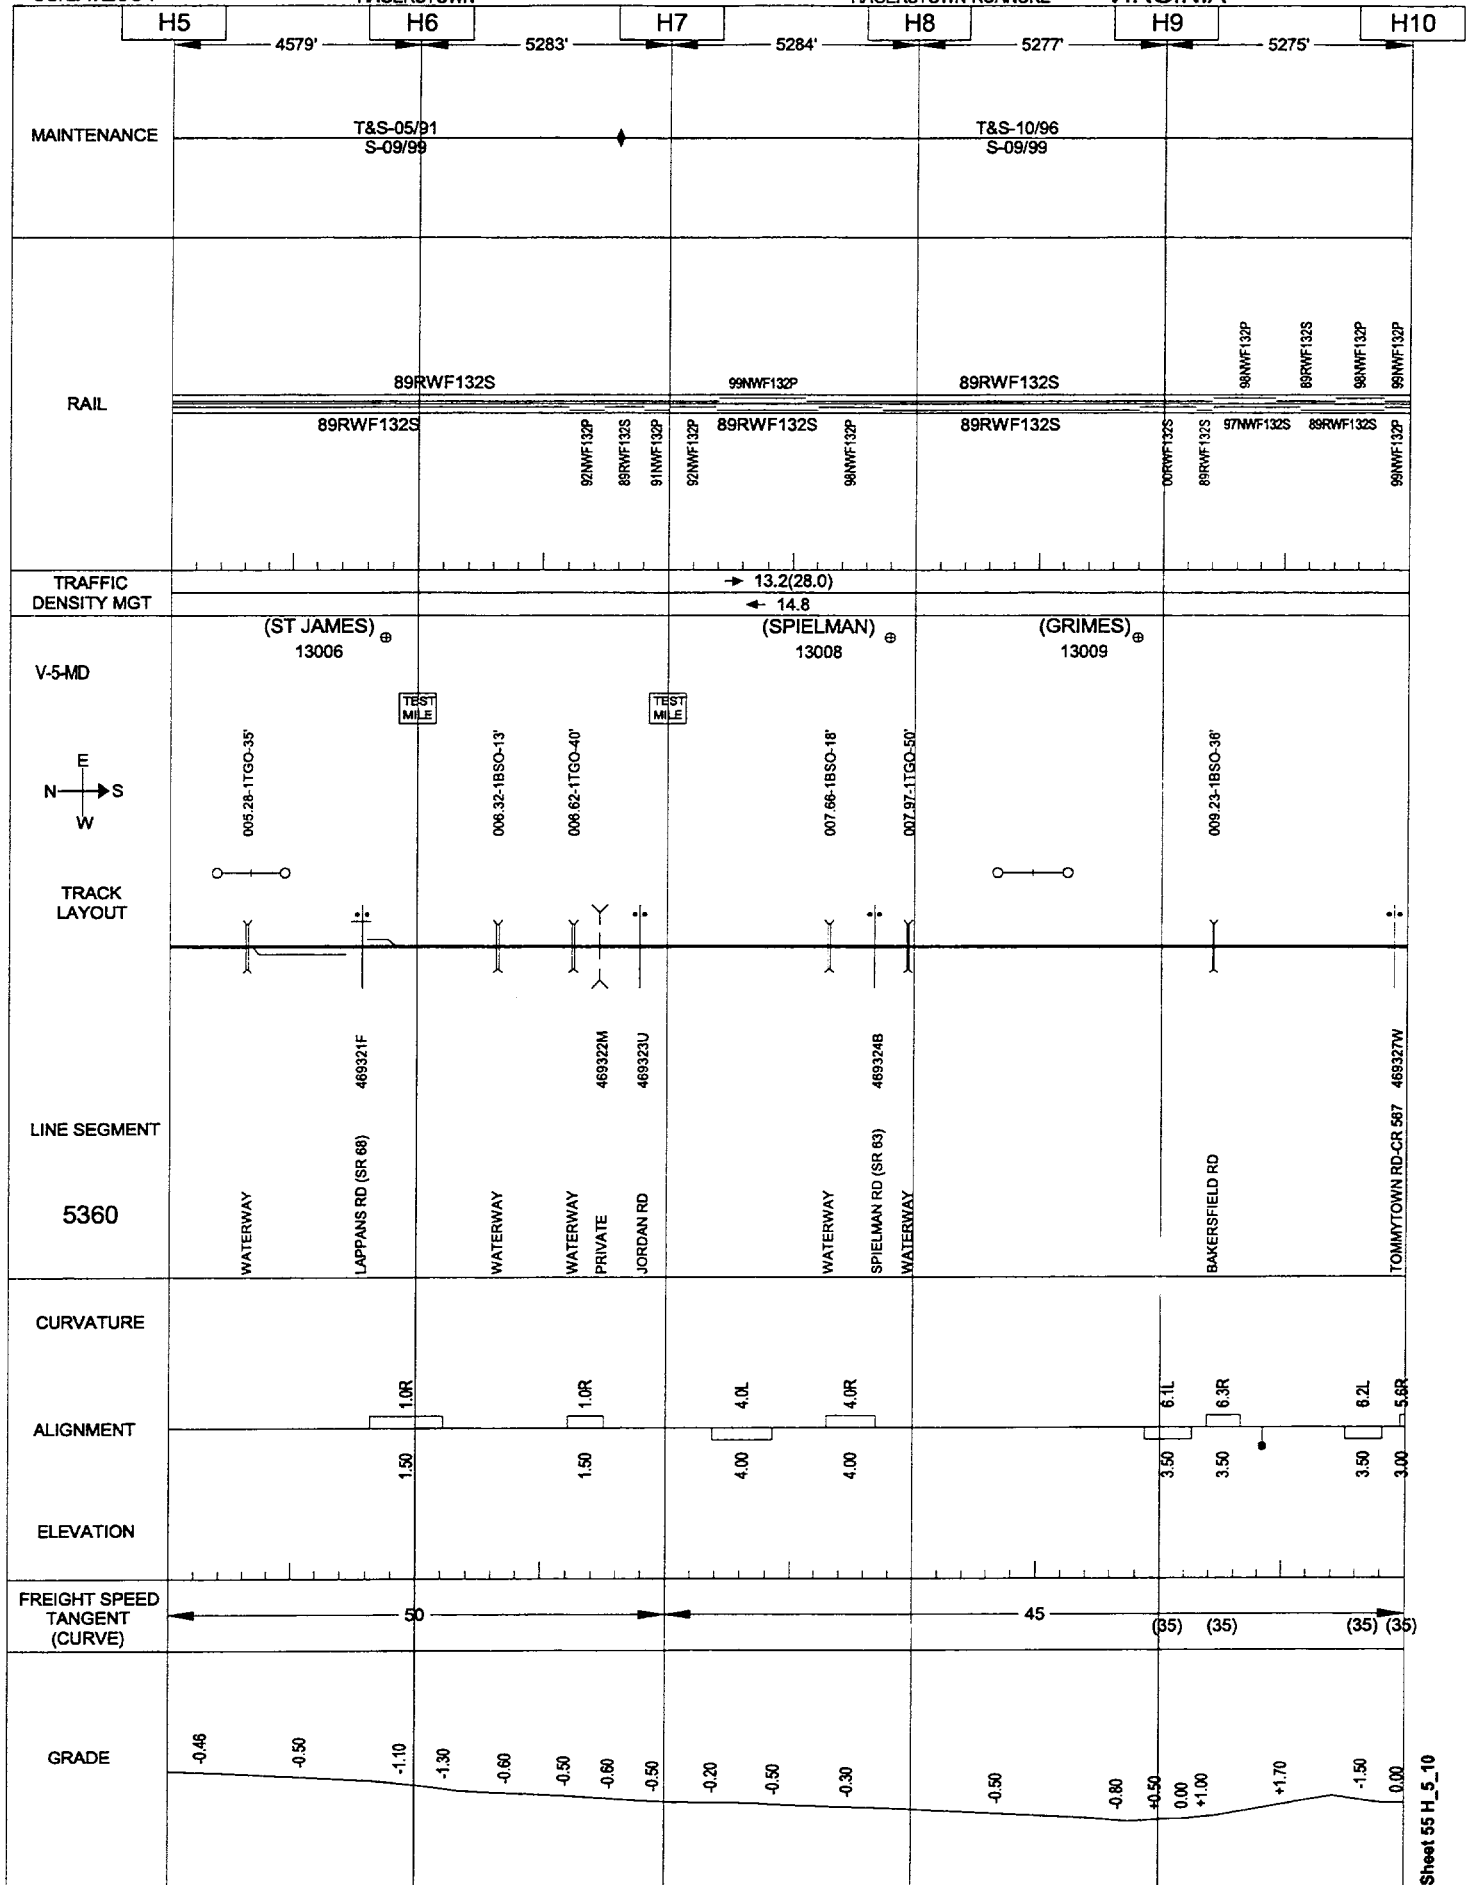 H5 H6 H7 H8 H9 H10
4579' 5283' 5284' 5277' 5275'
MAINTENANCE
T&S-05/91
S-09/99
T&S-10/96
S-09/99
RAIL
89RWF132S
99NWF132P
89RWF132S
98NWF132P
89RWF132S
98NWF132P
99NWF132P
89RWF132S
92NWF132P
89RWF132S
91NWF132P
92NWF132P
89RWF132S
98NWF132P
89RWF132S
00RWF132S
89RWF132S
97NWF132S
89RWF132S
99NWF132P
TRAFFIC
DENSITY MGT
13.2(28.0)
14.8
V-5-MD
(ST JAMES)
13006
(SPIELMAN)
13008
(GRIMES)
13009
TEST
MILE
TEST
MILE
E
N S
W
005.28-1TGO-35'
006.32-1BSO-13'
006.62-1TGO-40'
007.66-1BSO-18'
007.97-1TGO-50'
009.23-1BSO-36'
TRACK
LAYOUT
LINE SEGMENT
5360
WATERWAY
LAPPANS RD (SR 68) 469321F
WATERWAY
WATERWAY
PRIVATE 469322M
JORDAN RD 469323U
WATERWAY
SPIELMAN RD (SR 63) 469324B
WATERWAY
BAKERSFIELD RD
TOMMYTOWN RD-CR 567 469327W
CURVATURE
1.0R 1.0R 4.0L 4.0R 6.1L 6.3R 6.2L 5.6R
ALIGNMENT
1.50 1.50 4.00 4.00 3.50 3.50 3.50 3.00
ELEVATION
FREIGHT SPEED
TANGENT
(CURVE)
50 45
(35) (35) (35) (35)
GRADE
-0.46 -0.50 -1.10 -1.30 -0.60 -0.50 -0.60 -0.50 -0.20 -0.50 -0.30 -0.50 -0.80 +0.50 0.00 +1.00 +1.70 -1.50 0.00
Sheet 55 H_5_10